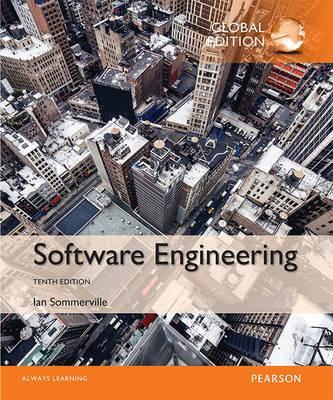 GLOBAL
EDITION
Software Engineering
TENTH EDITION
Ian Sommerville
ALWAYS LEARNING
PEARSON